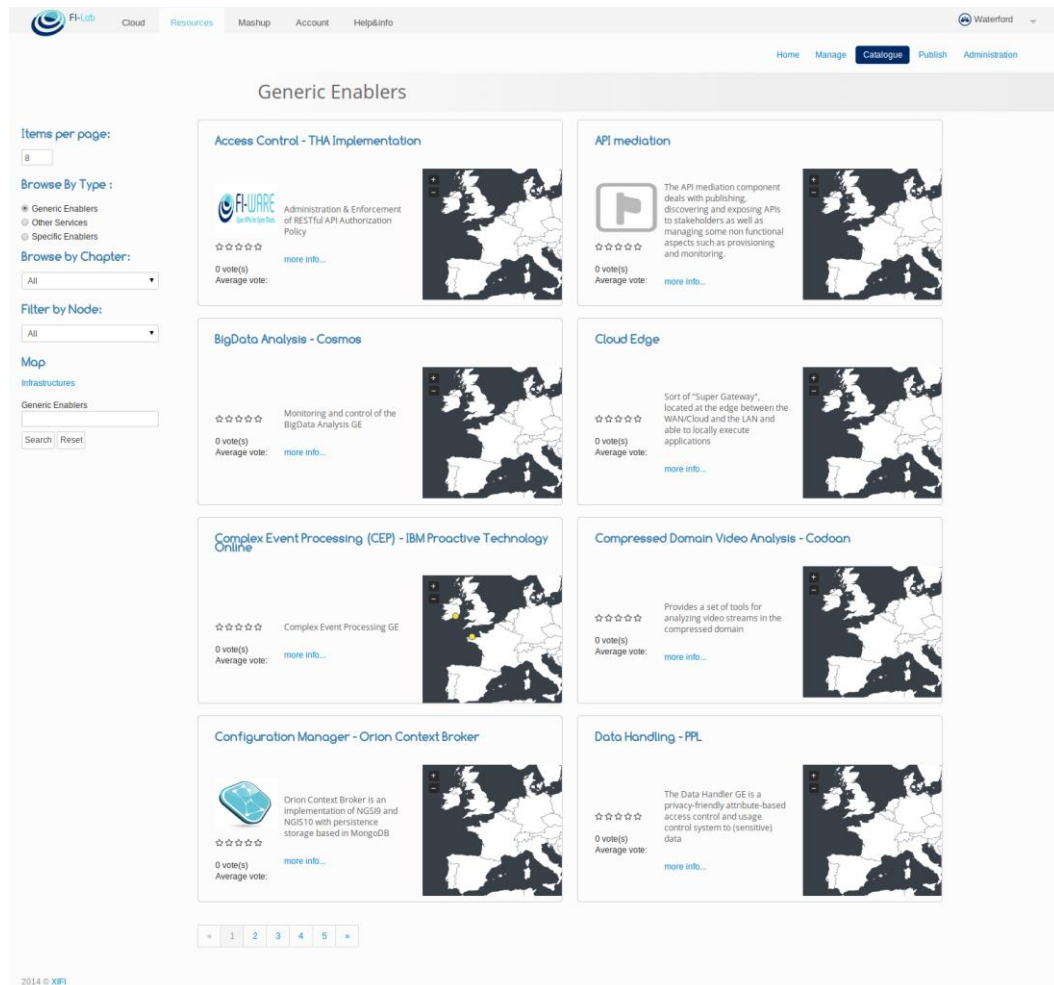 FI-Lab
Cloud
Resources
Mashup
Account
Help&info
Waterford
Home
Manage
Catalogue
Publish
Administration
Generic Enablers
Items per page:
8
Browse By Type :
Generic Enablers
Other Services
Specific Enablers
Browse by Chapter:
All
Filter by Node:
All
Map
Infrastructures
Generic Enablers
Search
Reset
Access Control - THA Implementation
FI-WARE
Open APIs for Open Minds
Administration & Enforcement
of RESTful API Authorization
Policy
more info...
0 vote(s)
Average vote:
+
−
API mediation
The API mediation component
deals with publishing,
discovering and exposing APIs
to stakeholders as well as
managing some non functional
aspects such as provisioning
and monitoring.
more info...
0 vote(s)
Average vote:
+
−
BigData Analysis - Cosmos
Monitoring and control of the
BigData Analysis GE
more info...
0 vote(s)
Average vote:
+
−
Cloud Edge
Sort of "Super Gateway",
located at the edge between the
WAN/Cloud and the LAN and
able to locally execute
applications
more info...
0 vote(s)
Average vote:
+
−
Complex Event Processing (CEP) - IBM Proactive Technology
Online
Complex Event Processing GE
more info...
0 vote(s)
Average vote:
+
−
Compressed Domain Video Analysis - Codoan
Provides a set of tools for
analyzing video streams in the
compressed domain
more info...
0 vote(s)
Average vote:
+
−
Configuration Manager - Orion Context Broker
Orion Context Broker is an
implementation of NGSI9 and
NGIS10 with persistence
storage based in MongoDB
more info...
0 vote(s)
Average vote:
+
−
Data Handling - PPL
The Data Handler GE is a
privacy-friendly attribute-based
access control and usage
control system to (sensitive)
data
more info...
0 vote(s)
Average vote:
+
−
« 1 2 3 4 5 »
2014 © XIFI